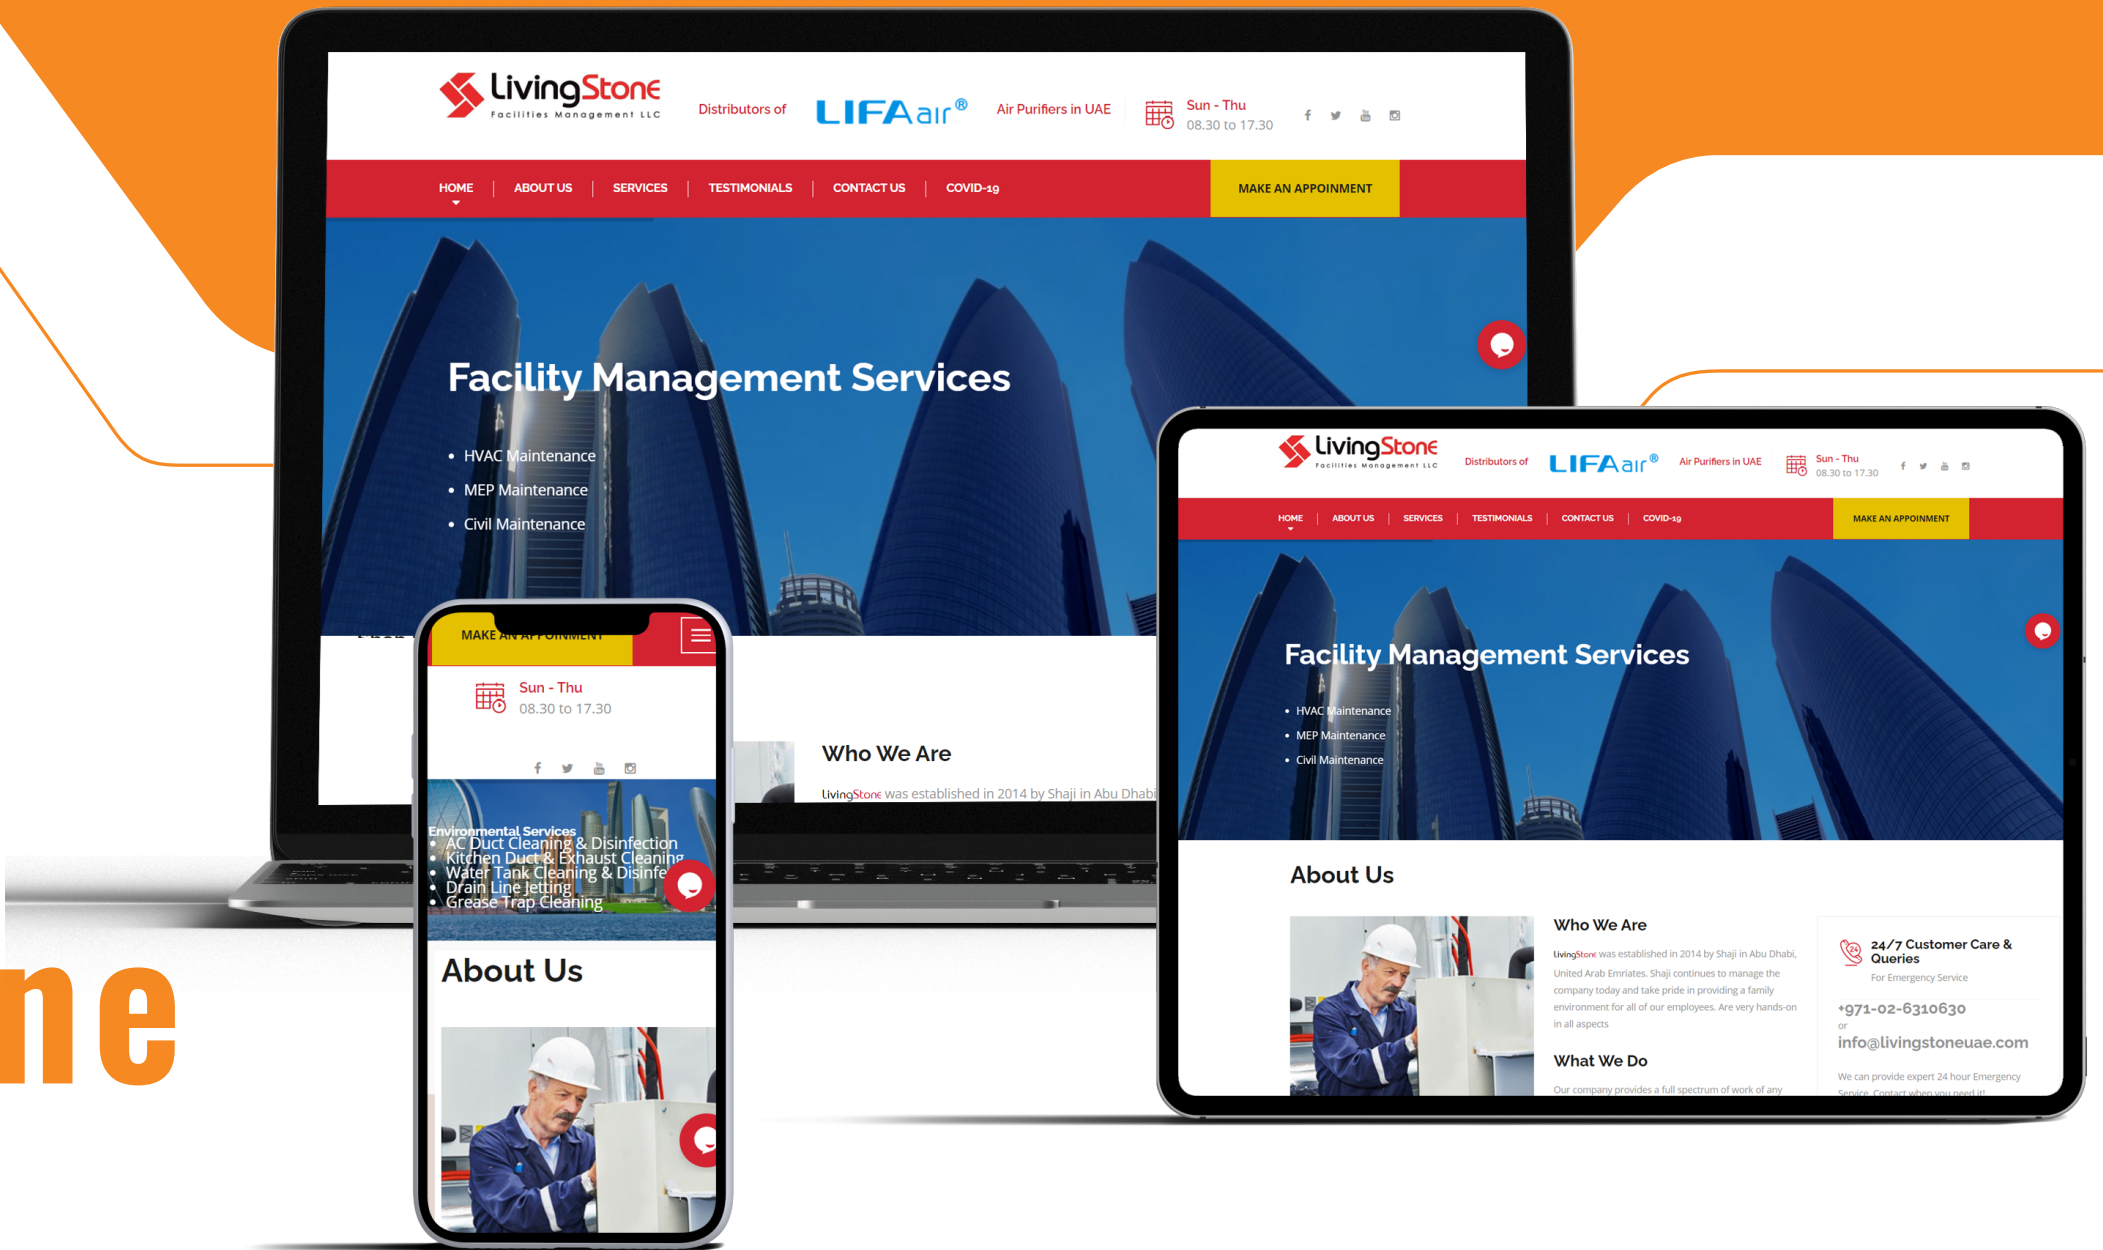 LivingStone
Facilities Management LLC
Distributors of
LIFAair®
Air Purifiers in UAE
Sun - Thu
08.30 to 17.30
HOME
ABOUT US
SERVICES
TESTIMONIALS
CONTACT US
COVID-19
MAKE AN APPOINMENT
Facility Management Services
• HVAC Maintenance
• MEP Maintenance
• Civil Maintenance
Who We Are
LivingStone was established in 2014 by Shaji in Abu Dhabi
MAKE AN APPOINMENT
Sun - Thu
08.30 to 17.30
Environmental Services
• AC Duct Cleaning & Disinfection
• Kitchen Duct & Exhaust Cleaning
• Water Tank Cleaning & Disinfe
• Drain Line Jetting
• Grease Trap Cleaning
About Us
LivingStone
Facilities Management LLC
Distributors of
LIFAair®
Air Purifiers in UAE
Sun - Thu
08.30 to 17.30
HOME
ABOUT US
SERVICES
TESTIMONIALS
CONTACT US
COVID-19
MAKE AN APPOINMENT
Facility Management Services
• HVAC Maintenance
• MEP Maintenance
• Civil Maintenance
About Us
Who We Are
LivingStone was established in 2014 by Shaji in Abu Dhabi,
United Arab Emriates. Shaji continues to manage the
company today and take pride in providing a family
environment for all of our employees. Are very hands-on
in all aspects
What We Do
Our company provides a full spectrum of work of any
24
24/7 Customer Care &
Queries
For Emergency Service
+971-02-6310630
or
info@livingstoneuae.com
We can provide expert 24 hour Emergency
Service. Contact when you need it!
ne